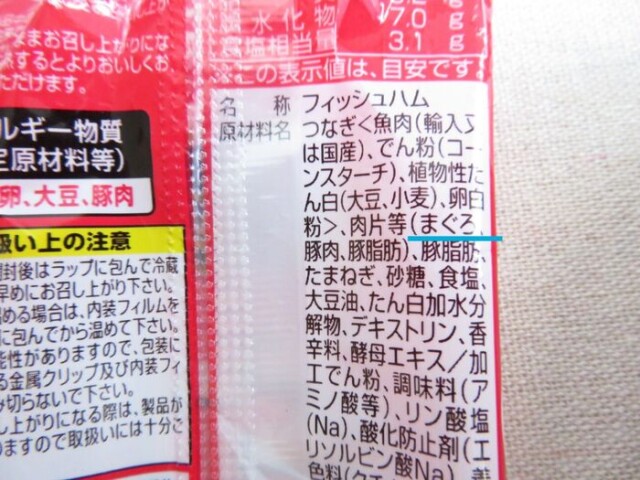 水化物 17.0 g
食塩相当量 3.1 g
※この表示値は、目安です
名 称 フィッシュハム
原材料名 つなぎ<魚肉(輸入又
は国産)、でん粉(コー
ンスターチ)、植物性た
ん白(大豆、小麦)、卵白
粉>、肉片等(まぐろ、
豚肉、豚脂肪)、豚脂肪、
たまねぎ、砂糖、食塩、
大豆油、たん白加水分
解物、デキストリン、香
辛料、酵母エキス/加
工でん粉、調味料(ア
ミノ酸等)、リン酸塩
(Na)、酸化防止剤(エ
リソルビン酸Na)、
ままお召し上がりにな
るとよりおいしくお
ただけます。
ルギー物質
定原材料等)
卵、大豆、豚肉
扱い上の注意
封後はラップに包んで冷蔵
早めにお召し上がり下さい。
める場合は、内装フィルムを
に包んでから温めて下さい。
能性がありますので、包装に
る金属クリップ及び内装フィ
み切らないで下さい。
し上がりになる際は、製品が
りますので取扱いには十分ご